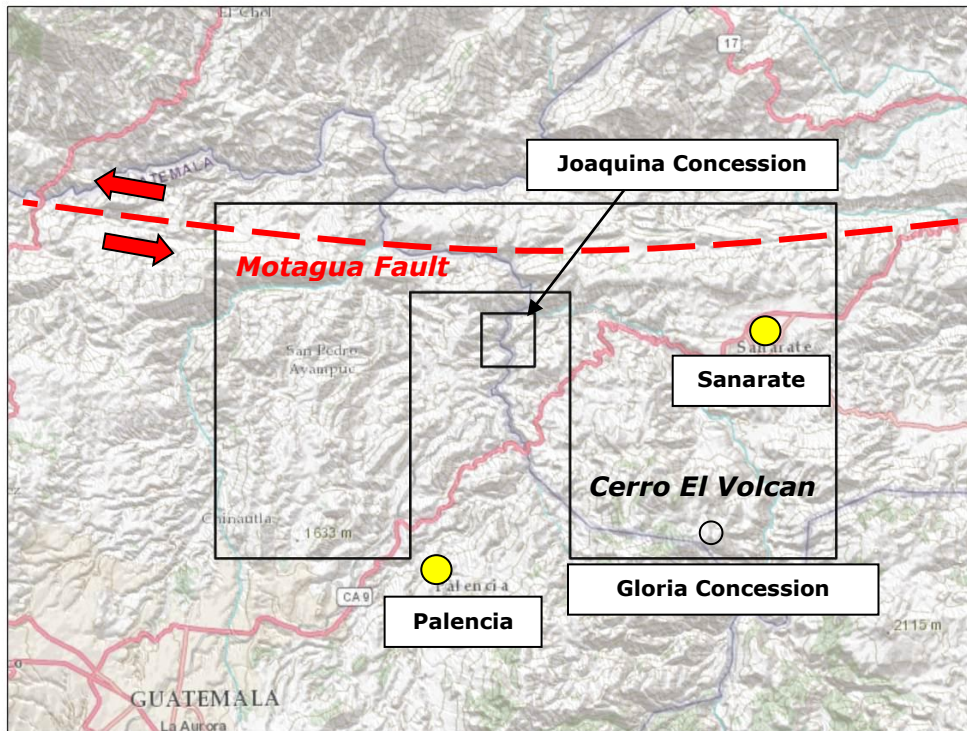 El Chol
17
Joaquina Concession
GUATEMALA
Motagua Fault
San Pedro
Ayampuc
Sanarate
Sanarate
Cerro El Volcan
Chinautla
1633 m
Palencia
CA 9
Gloria Concession
Palencia
2115 m
GUATEMALA
La Aurora